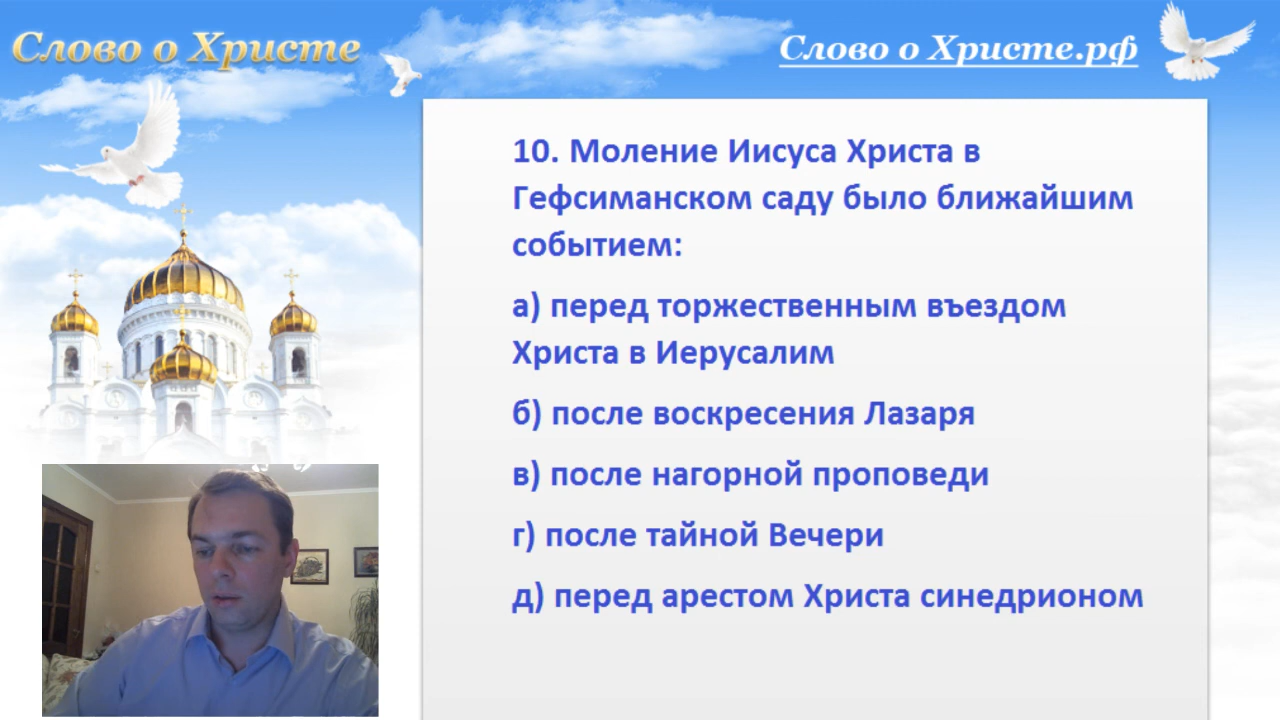 Слово о Христе
Слово о Христе.рф
10. Моление Иисуса Христа в
Гефсиманском саду было ближайшим
событием:
а) перед торжественным въездом
Христа в Иерусалим
б) после воскресения Лазаря
в) после нагорной проповеди
г) после тайной Вечери
д) перед арестом Христа синедрионом